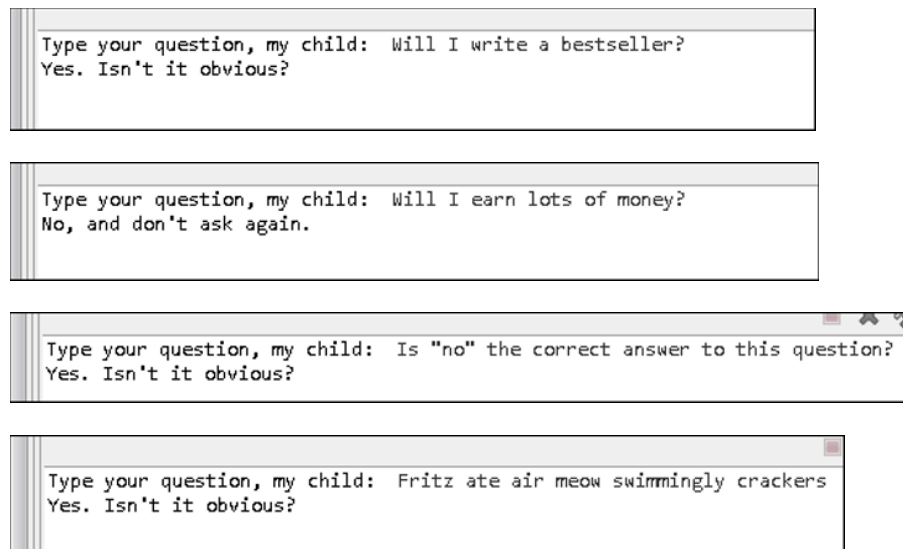 Type your question, my child:  Will I write a bestseller?
Yes. Isn't it obvious?
Type your question, my child:  Will I earn lots of money?
No, and don't ask again.
Type your question, my child:  Is "no" the correct answer to this question?
Yes. Isn't it obvious?
Type your question, my child:  Fritz ate air meow swimmingly crackers
Yes. Isn't it obvious?